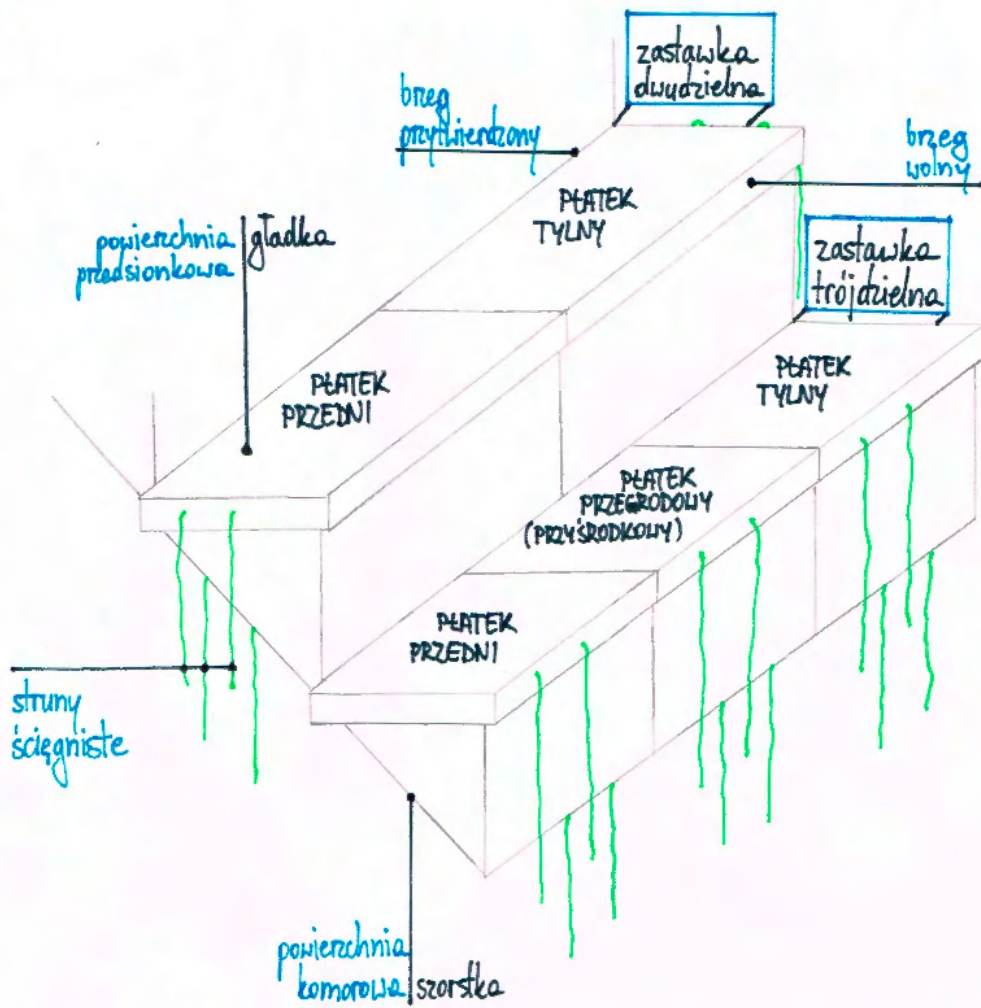 zastawka
dwudzielna
brzeg
przytwierdzony
brzeg
wolny
PŁATEK
TYLNY
powierzchnia
przedsionkowa
gładka
zastawka
trójdzielna
PŁATEK
PRZEDNI
PŁATEK
TYLNY
PŁATEK
PRZEGRODOWY
(PRZYŚRODKOWY)
PŁATEK
PRZEDNI
struny
ścięgniste
powierzchnia
komorowa
szorstka